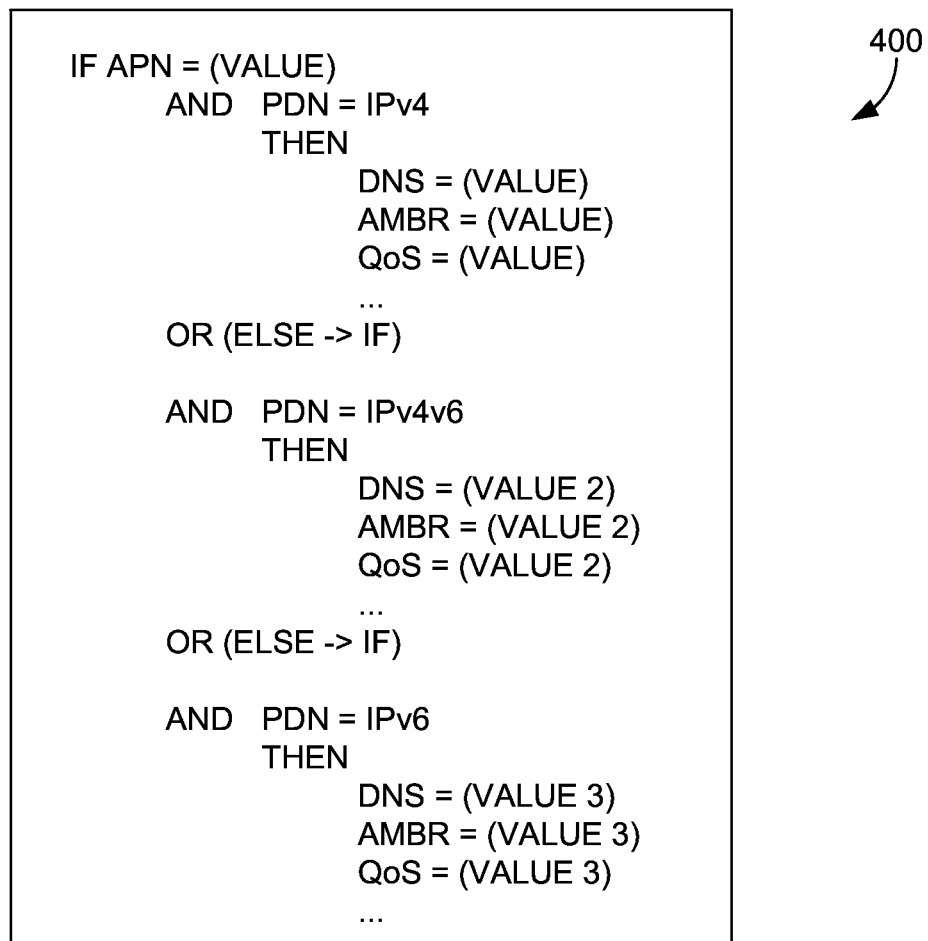 400
IF APN = (VALUE)
AND PDN = IPv4
THEN
DNS = (VALUE)
AMBR = (VALUE)
QoS = (VALUE)
...
OR (ELSE -> IF)
AND PDN = IPv4v6
THEN
DNS = (VALUE 2)
AMBR = (VALUE 2)
QoS = (VALUE 2)
...
OR (ELSE -> IF)
AND PDN = IPv6
THEN
DNS = (VALUE 3)
AMBR = (VALUE 3)
QoS = (VALUE 3)
...